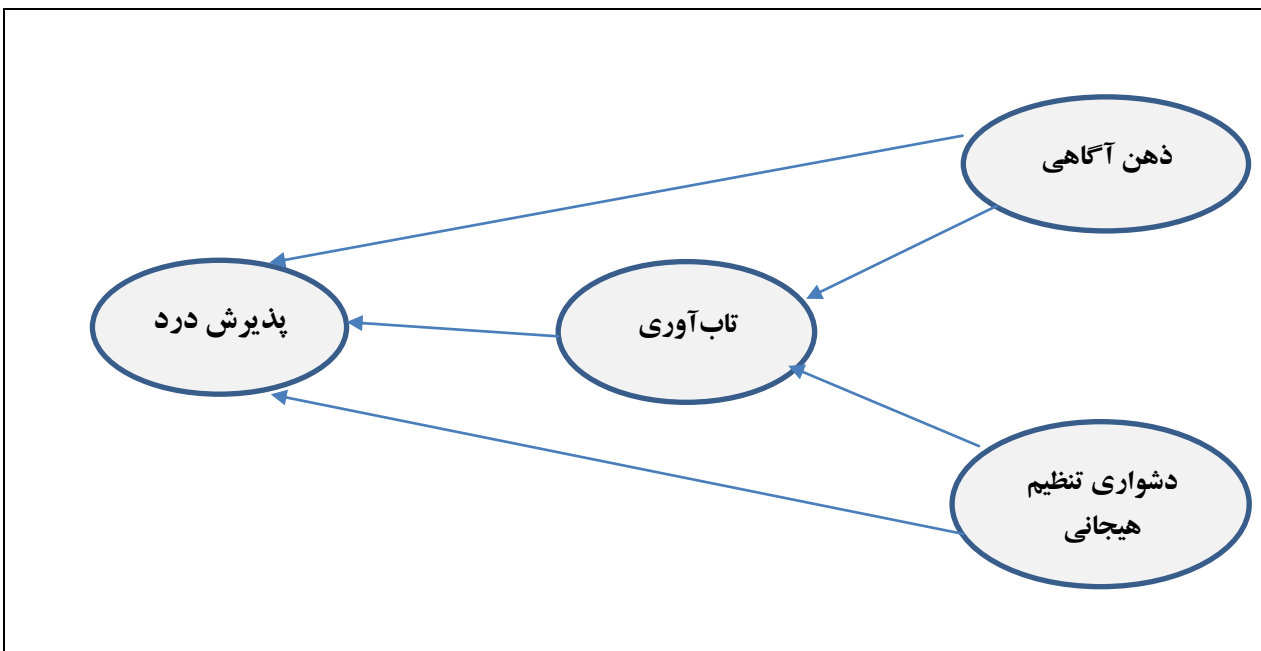 ذهن آگاهی
تاب‌آوری
پذیرش درد
دشواری تنظیم
هیجانی